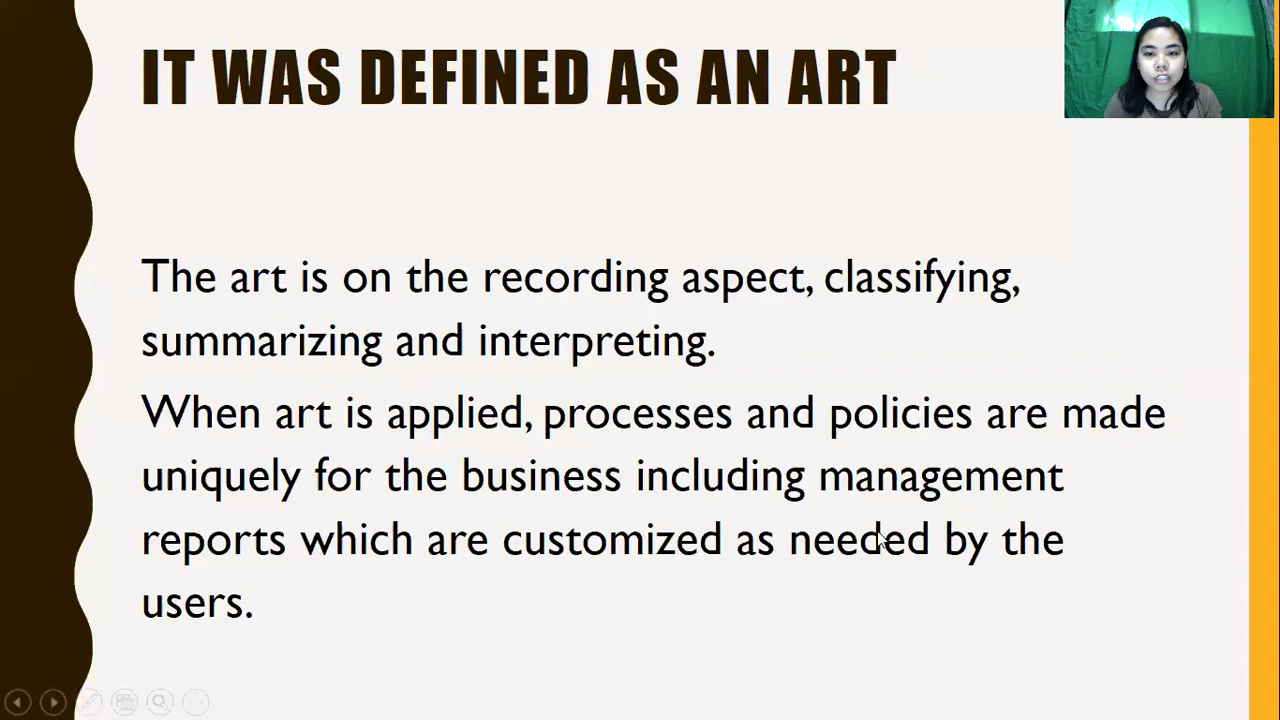 IT WAS DEFINED AS AN ART
The art is on the recording aspect, classifying,
summarizing and interpreting.
When art is applied, processes and policies are made
uniquely for the business including management
reports which are customized as needed by the
users.